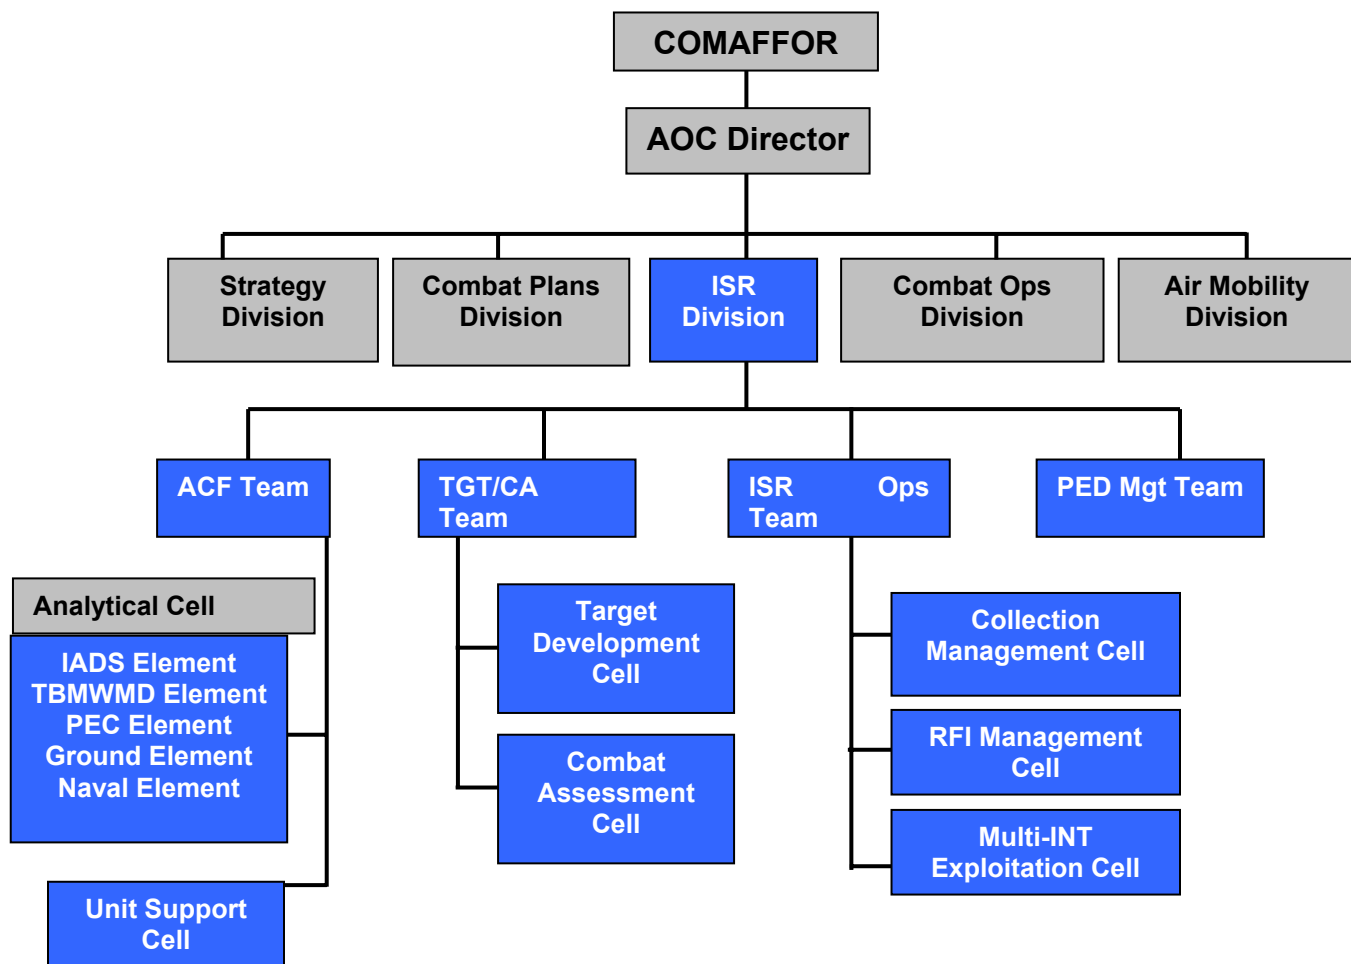 COMAFFOR
AOC Director
Strategy
Division
Combat Plans
Division
ISR
Division
Combat Ops
Division
Air Mobility
Division
ACF Team
TGT/CA
Team
ISR Ops
Team
PED Mgt Team
Analytical Cell
IADS Element
TBMWMD Element
PEC Element
Ground Element
Naval Element
Unit Support
Cell
Target
Development
Cell
Combat
Assessment
Cell
Collection
Management Cell
RFI Management
Cell
Multi-INT
Exploitation Cell